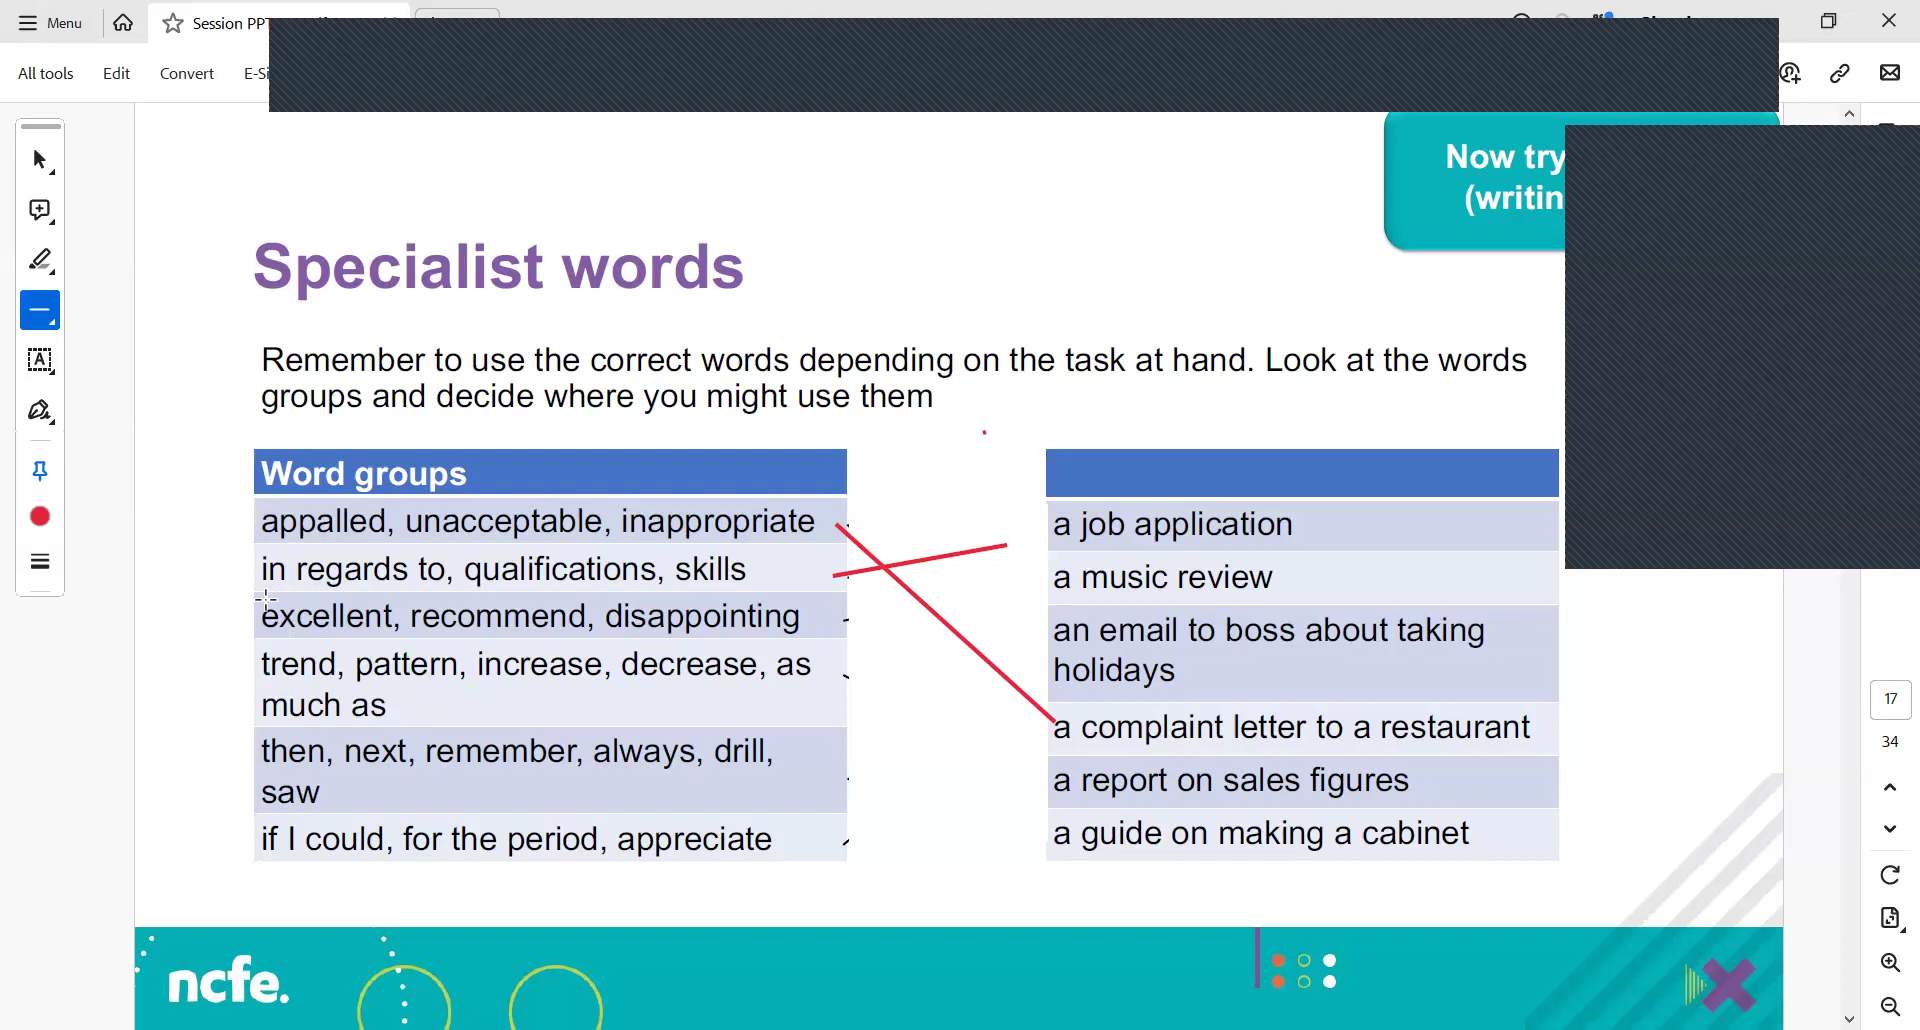 Menu
Session PPT
All tools
Edit
Convert
Now try
(writin
Specialist words
Remember to use the correct words depending on the task at hand. Look at the words
groups and decide where you might use them
Word groups
appalled, unacceptable, inappropriate
in regards to, qualifications, skills
excellent, recommend, disappointing
trend, pattern, increase, decrease, as
much as
then, next, remember, always, drill,
saw
if I could, for the period, appreciate
a job application
a music review
an email to boss about taking
holidays
a complaint letter to a restaurant
a report on sales figures
a guide on making a cabinet
17
34
ncfe.